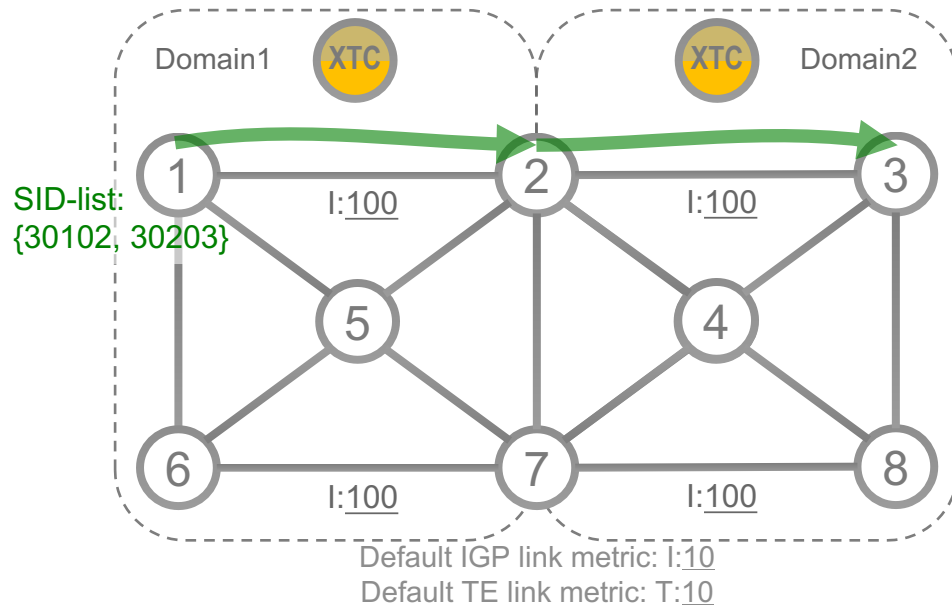 Domain1
XTC
XTC
Domain2
1
2
3
SID-list:
{30102, 30203}
I:100
I:100
5
4
6
7
8
I:100
I:100
Default IGP link metric: I:10
Default TE link metric: T:10